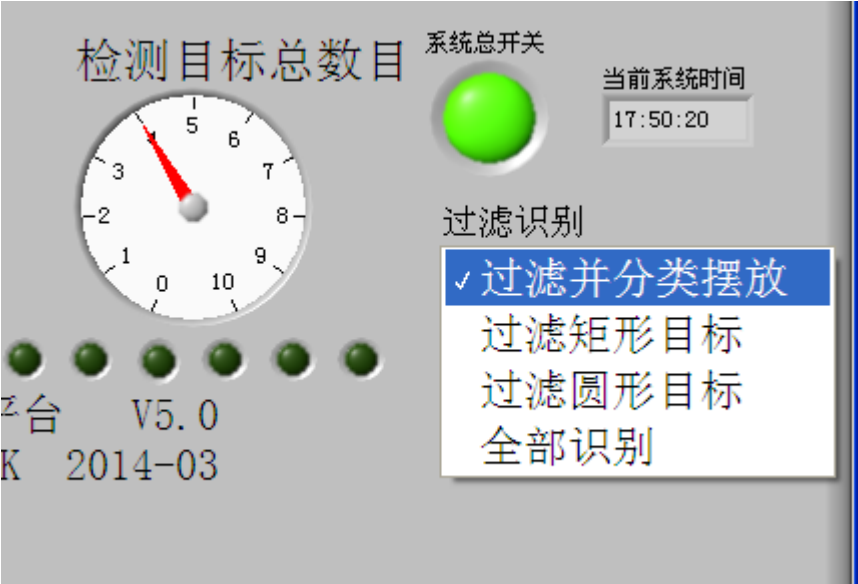 检测目标总数目
系统总开关
当前系统时间
17:50:20
0
1
2
3
4
5
6
7
8
9
10
过滤识别
✓过滤并分类摆放
过滤矩形目标
过滤圆形目标
全部识别
台 V5.0
K 2014-03